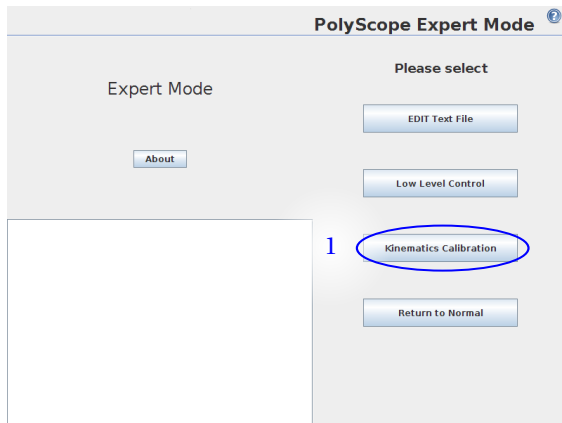 PolyScope Expert Mode ?
Please select
Expert Mode
EDIT Text File
About
Low Level Control
1 Kinematics Calibration
Return to Normal